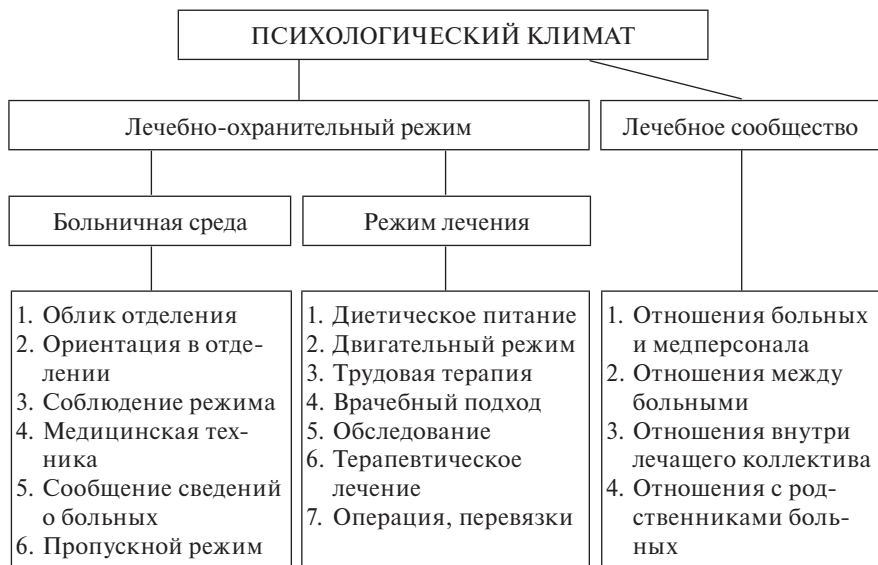 ПСИХОЛОГИЧЕСКИЙ КЛИМАТ
Лечебно-охранительный режим
Лечебное сообщество
Больничная среда
Режим лечения
1. Облик отделения
2. Ориентация в отде-
лении
3. Соблюдение режима
4. Медицинская тех-
ника
5. Сообщение сведений
о больных
6. Пропускной режим
1. Диетическое питание
2. Двигательный режим
3. Трудовая терапия
4. Врачебный подход
5. Обследование
6. Терапевтическое
лечение
7. Операция, перевязки
1. Отношения больных
и медперсонала
2. Отношения между
больными
3. Отношения внутри
лечащего коллектива
4. Отношения с род-
ственниками боль-
ных